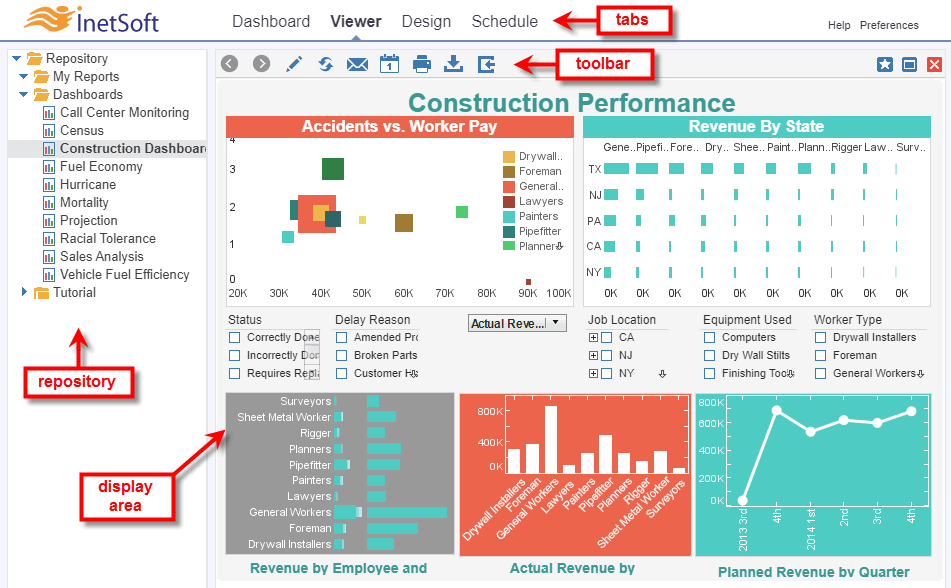 InetSoft
Dashboard Viewer Design Schedule
tabs
Help Preferences
Repository
My Reports
Dashboards
Call Center Monitoring
Census
Construction Dashboar
Fuel Economy
Hurricane
Mortality
Projection
Racial Tolerance
Sales Analysis
Vehicle Fuel Efficiency
Tutorial
repository
display
area
1
toolbar
Construction Performance
Accidents vs. Worker Pay
4
3
2
1
0
20K 30K 40K 50K 60K 70K 80K 90K 100K
Drywall..
Foreman
General..
Lawyers
Painters
Pipefitter
Planner
Revenue By State
Gene.. Pipefi.. Fore.. Dry.. Shee.. Paint.. Plann.. Rigger Law.. Surv..
TX
NJ
PA
CA
NY
0K 0K 0K 0K 0K 0K 0K 0K 0K 0K
Status
Correctly Done
Incorrectly Don
Requires Repla
Delay Reason
Amended Pro
Broken Parts
Customer H
Actual Reve...
Job Location
CA
NJ
NY
Equipment Used
Computers
Dry Wall Stilts
Finishing Too
Worker Type
Drywall Installers
Foreman
General Workers
Surveyors
Sheet Metal Worker
Rigger
Planners
Pipefitter
Painters
Lawyers
General Workers
Foreman
Drywall Installers
Revenue by Employee and
800K
400K
0K
Drywall Installers
Foreman
General Workers
Lawyers
Painters
Pipefitter
Planners
Rigger
Sheet Metal Worker
Surveyors
Actual Revenue by
800K
600K
400K
200K
0K
2013 3rd
4th
2014 1st
2nd
3rd
4th
Planned Revenue by Quarter